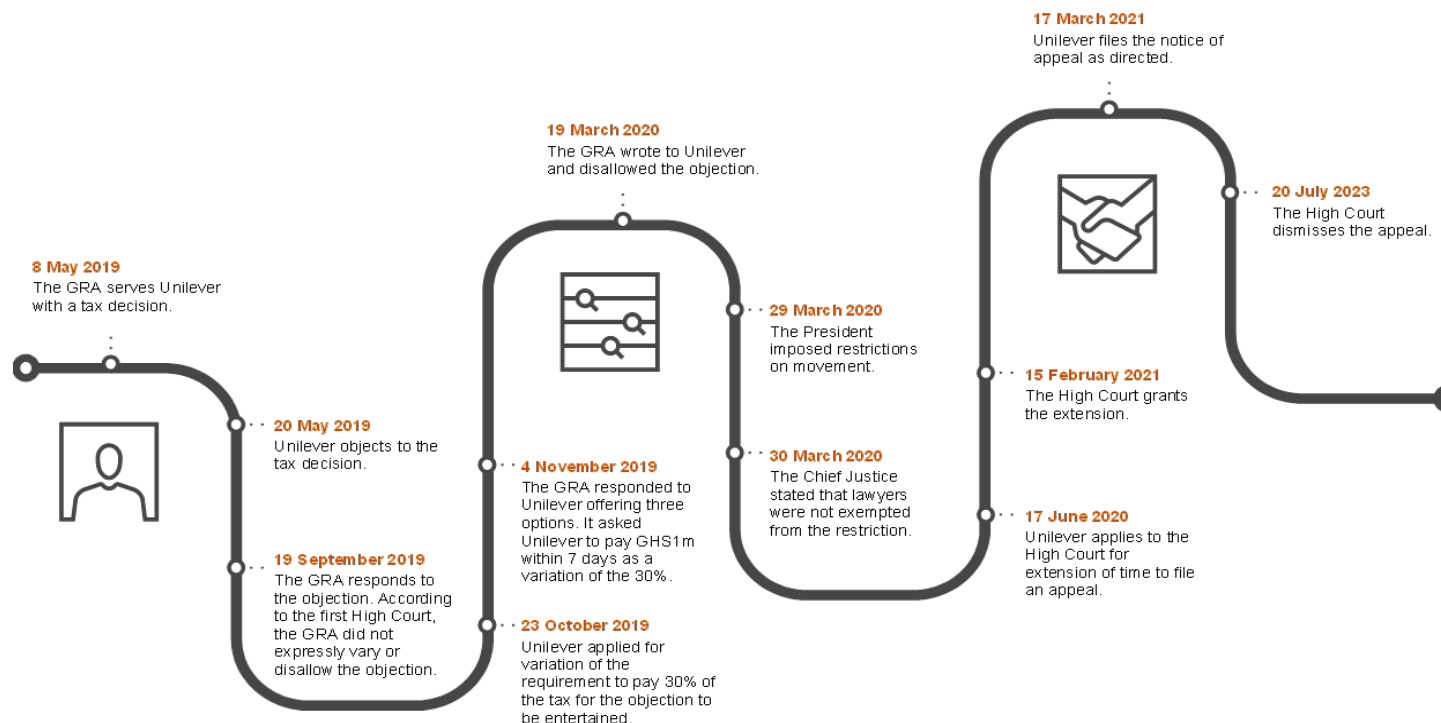 8 May 2019
The GRA serves Unilever
with a tax decision.
20 May 2019
Unilever objects to the
tax decision.
19 September 2019
The GRA responds to
the objection. According
to the first High Court,
the GRA did not
expressly vary or
disallow the objection.
23 October 2019
Unilever applied for
variation of the
requirement to pay 30% of
the tax for the objection to
be entertained.
4 November 2019
The GRA responded to
Unilever offering three
options. It asked
Unilever to pay GHS1m
within 7 days as a
variation of the 30%.
19 March 2020
The GRA wrote to Unilever
and disallowed the objection.
29 March 2020
The President
imposed restrictions
on movement.
30 March 2020
The Chief Justice
stated that lawyers
were not exempted
from the restriction.
17 June 2020
Unilever applies to the
High Court for
extension of time to file
an appeal.
15 February 2021
The High Court grants
the extension.
17 March 2021
Unilever files the notice of
appeal as directed.
20 July 2023
The High Court
dismisses the appeal.